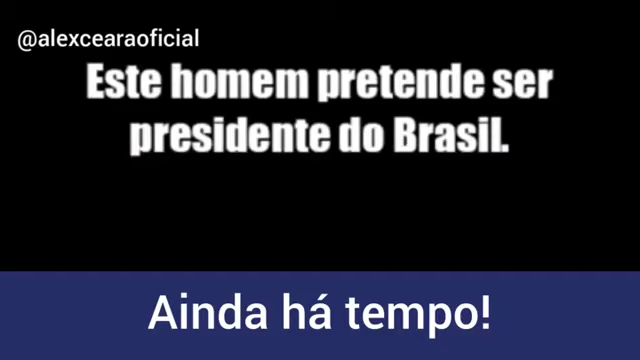 @alexcearaoficial
Este homem pretende ser
presidente do Brasil.
Ainda há tempo!